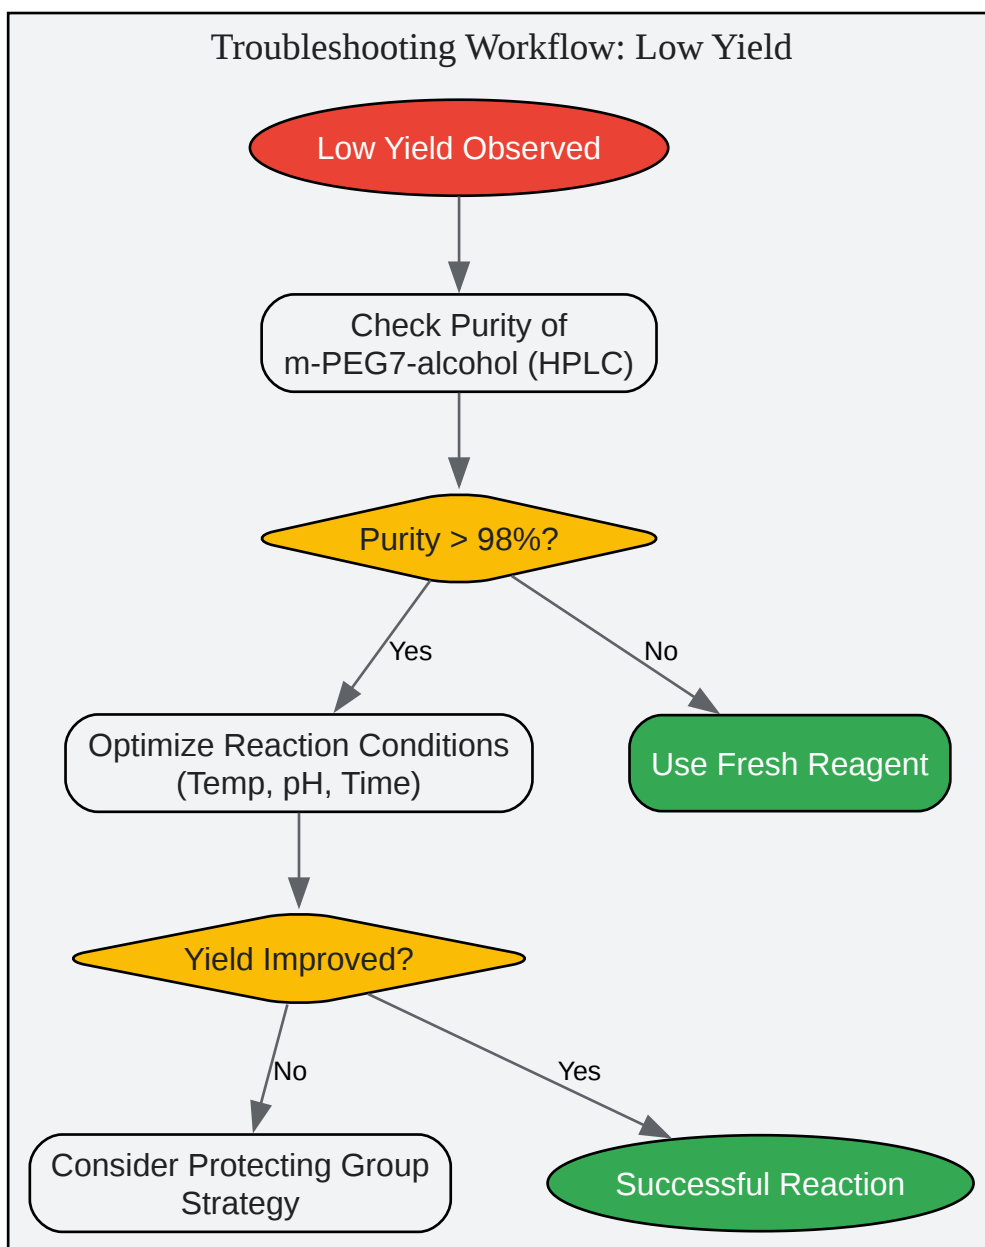 Troubleshooting Workflow: Low Yield
Low Yield Observed
Check Purity of
m-PEG7-alcohol (HPLC)
Purity > 98%?
Yes
No
Optimize Reaction Conditions
(Temp, pH, Time)
Use Fresh Reagent
Yield Improved?
No
Yes
Consider Protecting Group
Strategy
Successful Reaction